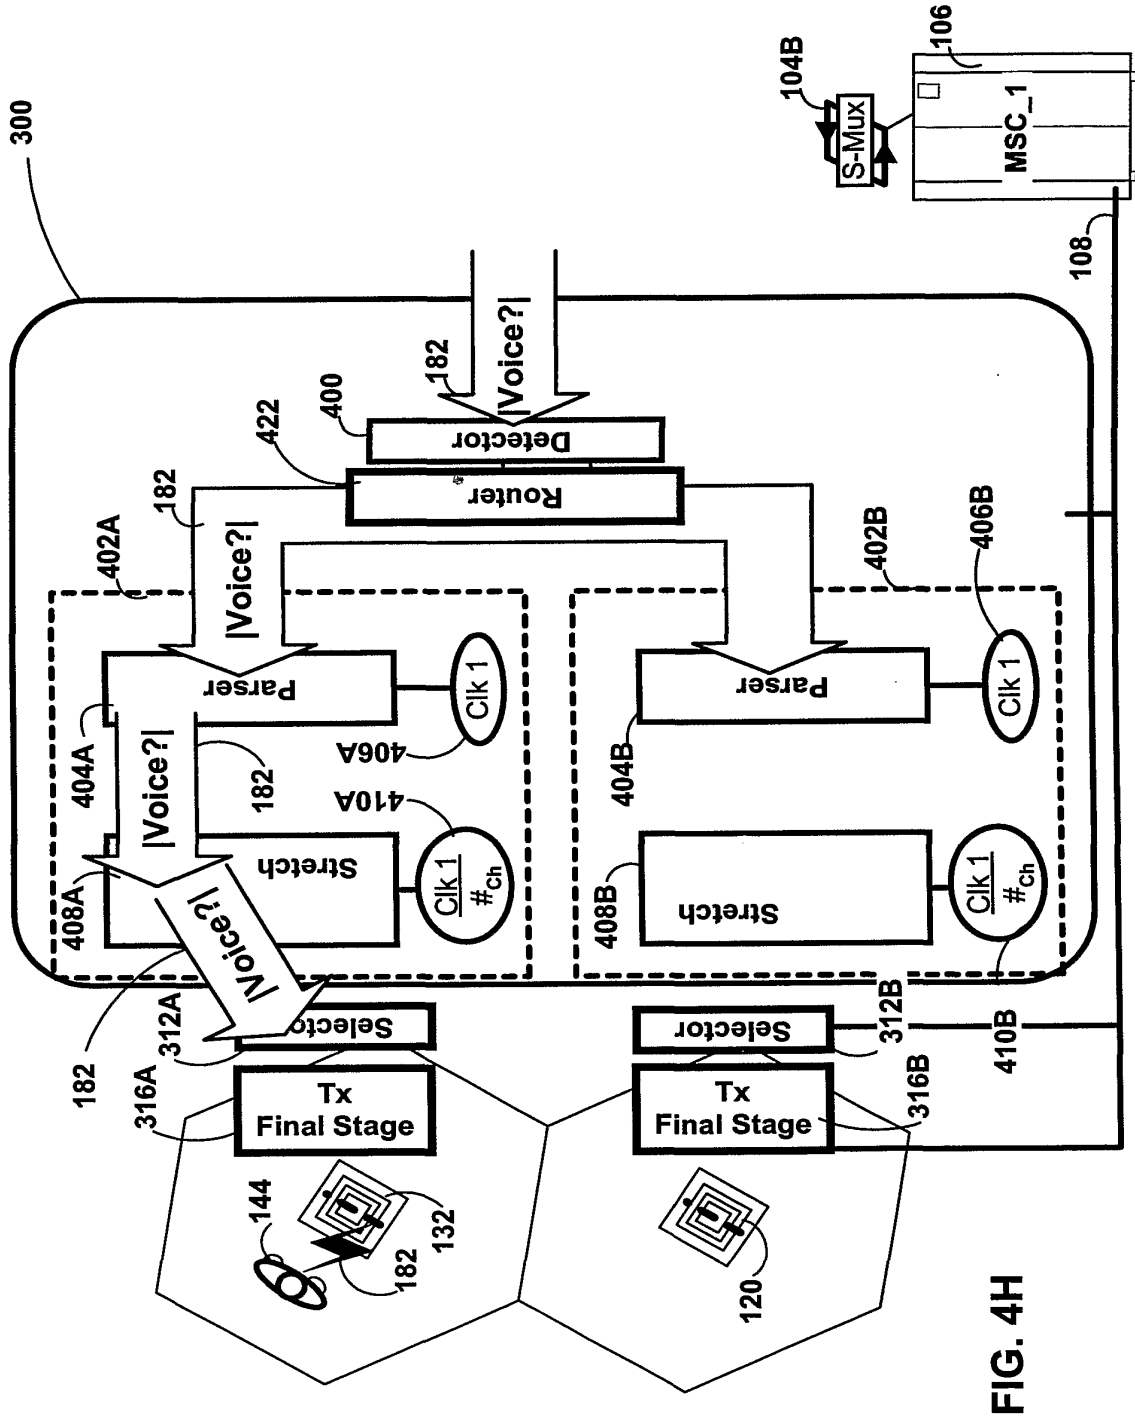 300
104B
S-Mux
106
MSC_1
108
182
|Voice?|
400
Detector
422
Router
182
|Voice?|
402A
402B
406B
Parser
404A
Clk 1
406A
182
|Voice?|
Parser
404B
Clk 1
410A
Stretch
408A
Clk 1
#Ch
|Voice?|
182
Stretch
408B
Clk 1
#Ch
410B
312A
Selector
Selector
312B
182
316A
Tx
Final Stage
Tx
Final Stage
316B
144
132
182
120
FIG. 4H